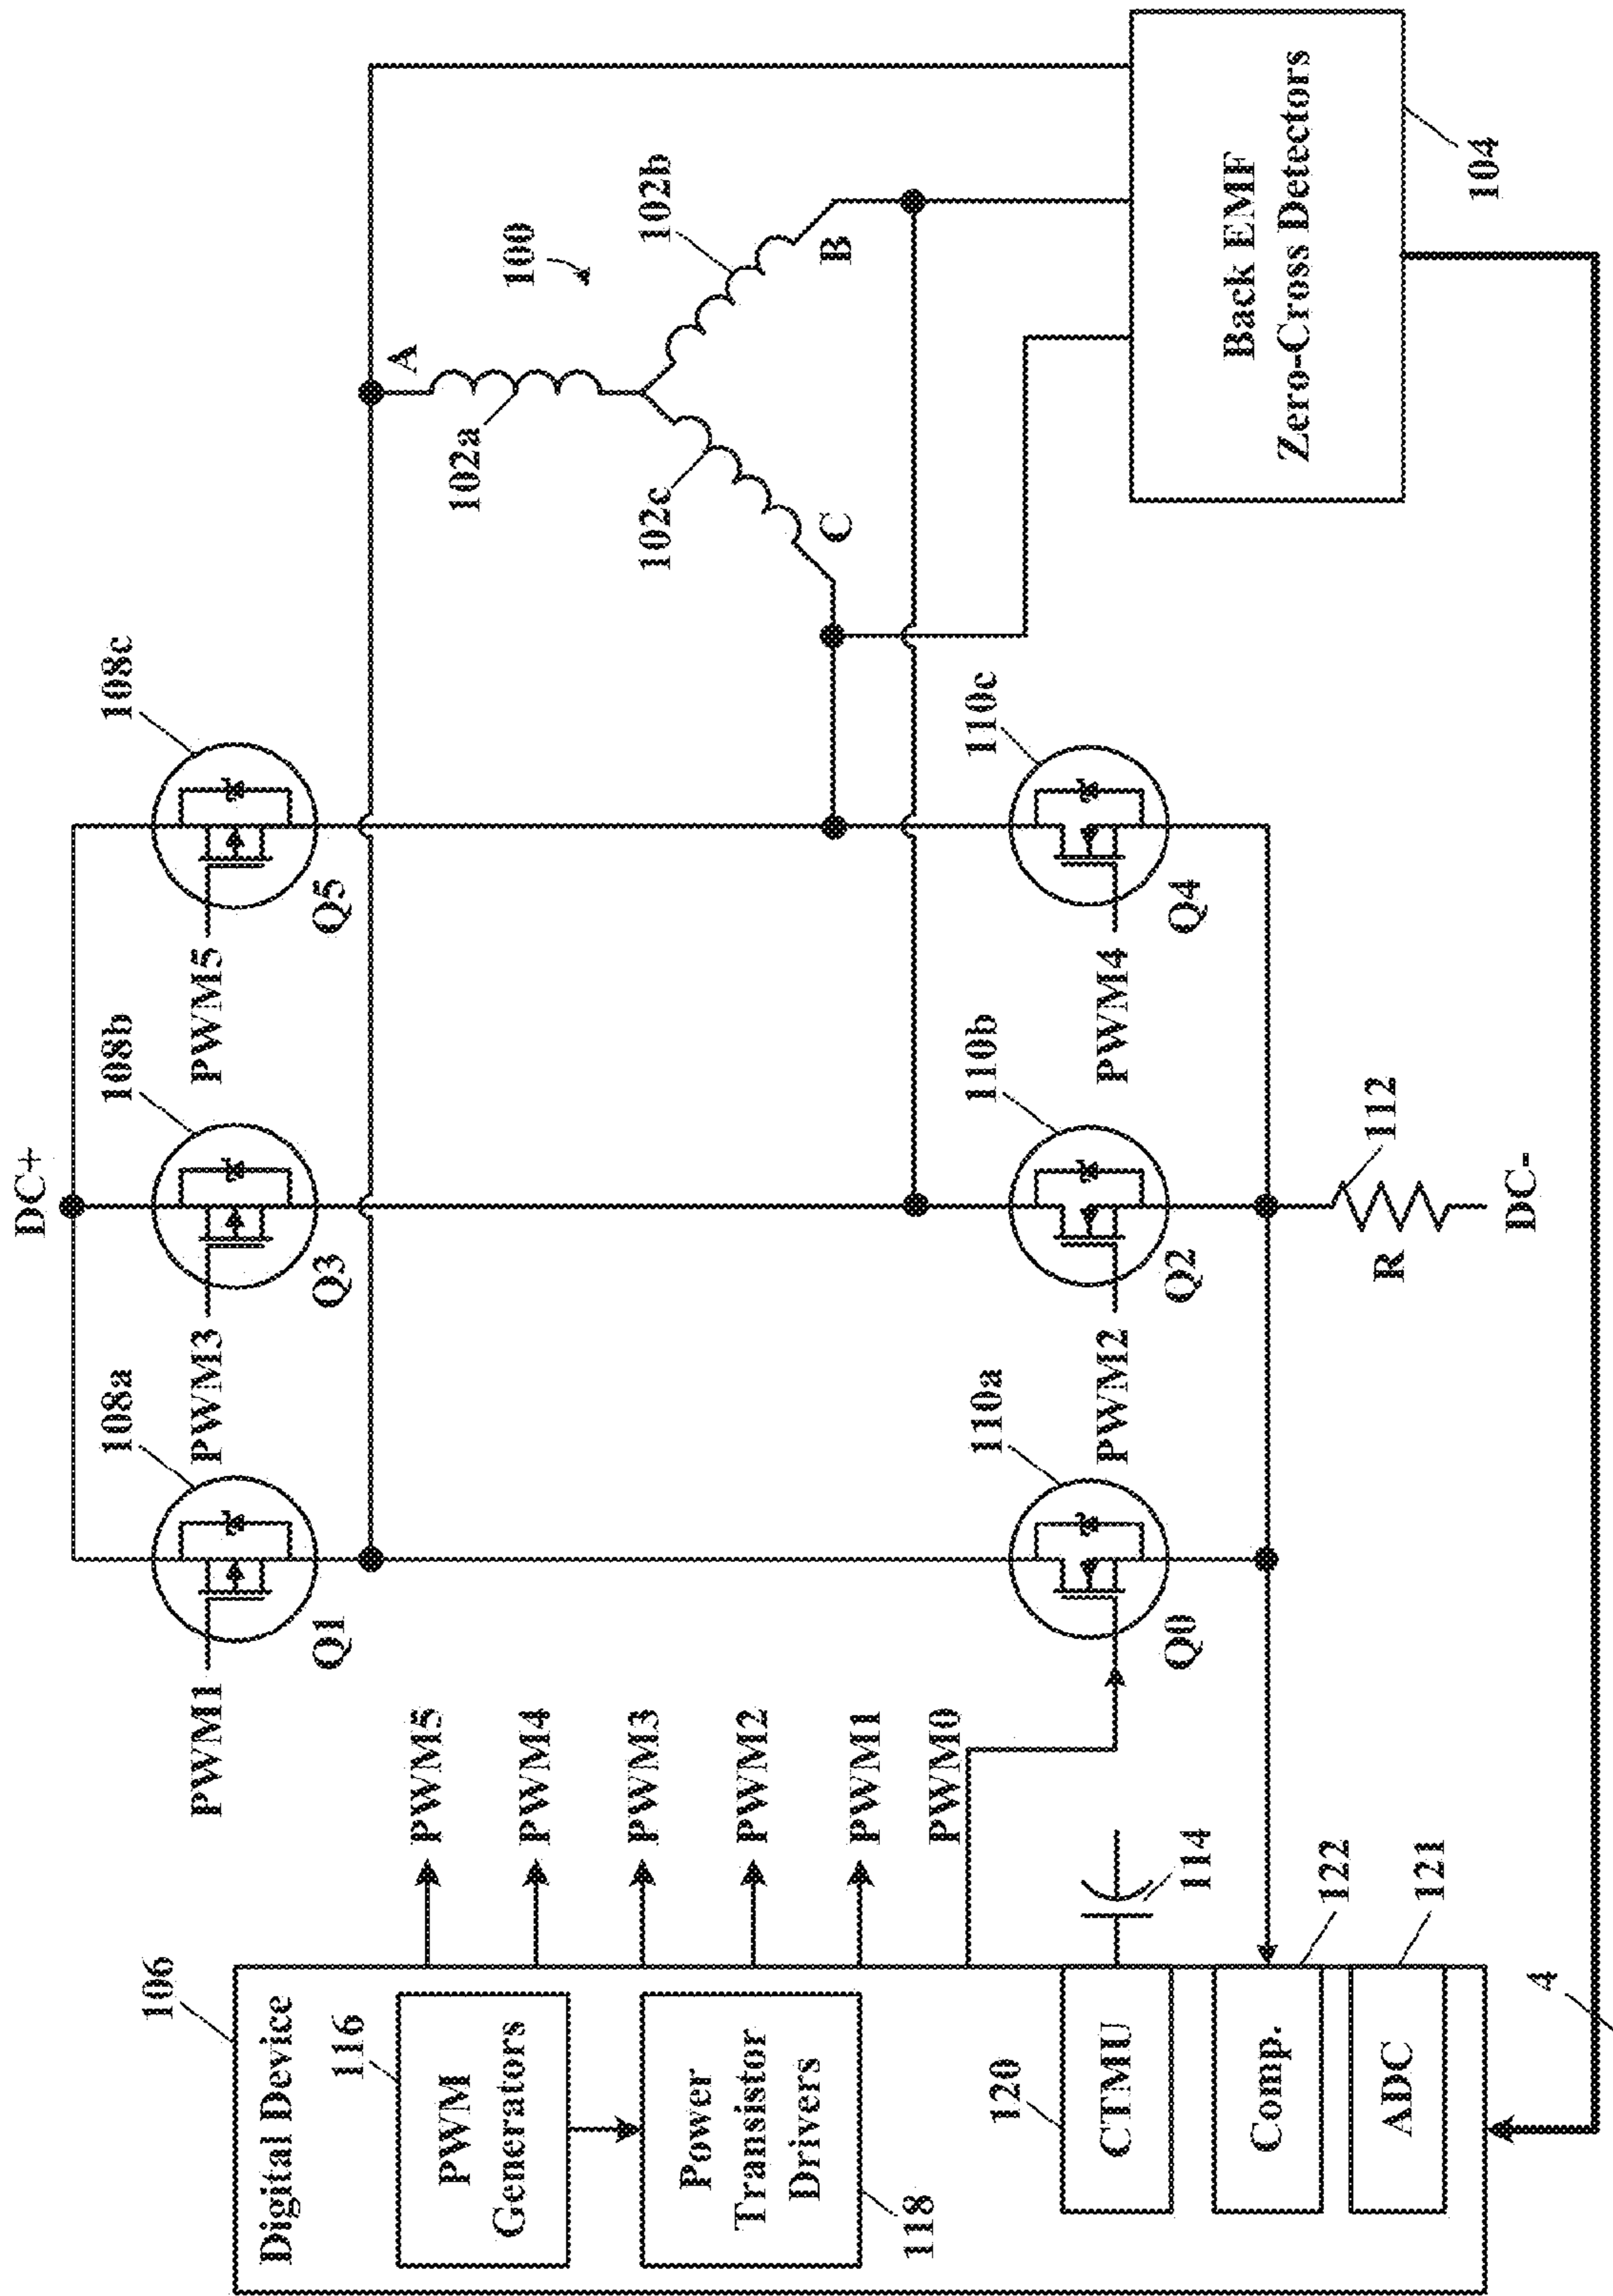 DC+
108a
108b
108c
PWM1
PWM3
PWM5
Q1
Q3
Q5
106
Digital Device
116
PWM
Generators
Power
Transistor
Drivers
118
PWM5
PWM4
PWM3
PWM2
PWM1
PWM0
A
102a
100
102b
102c
C
B
110a
110b
110c
PWM2
PWM4
Q0
Q2
Q4
120
CTMU
114
Comp.
122
ADC
121
R
112
DC-
Back EMF
Zero-Cross Detectors
104
4